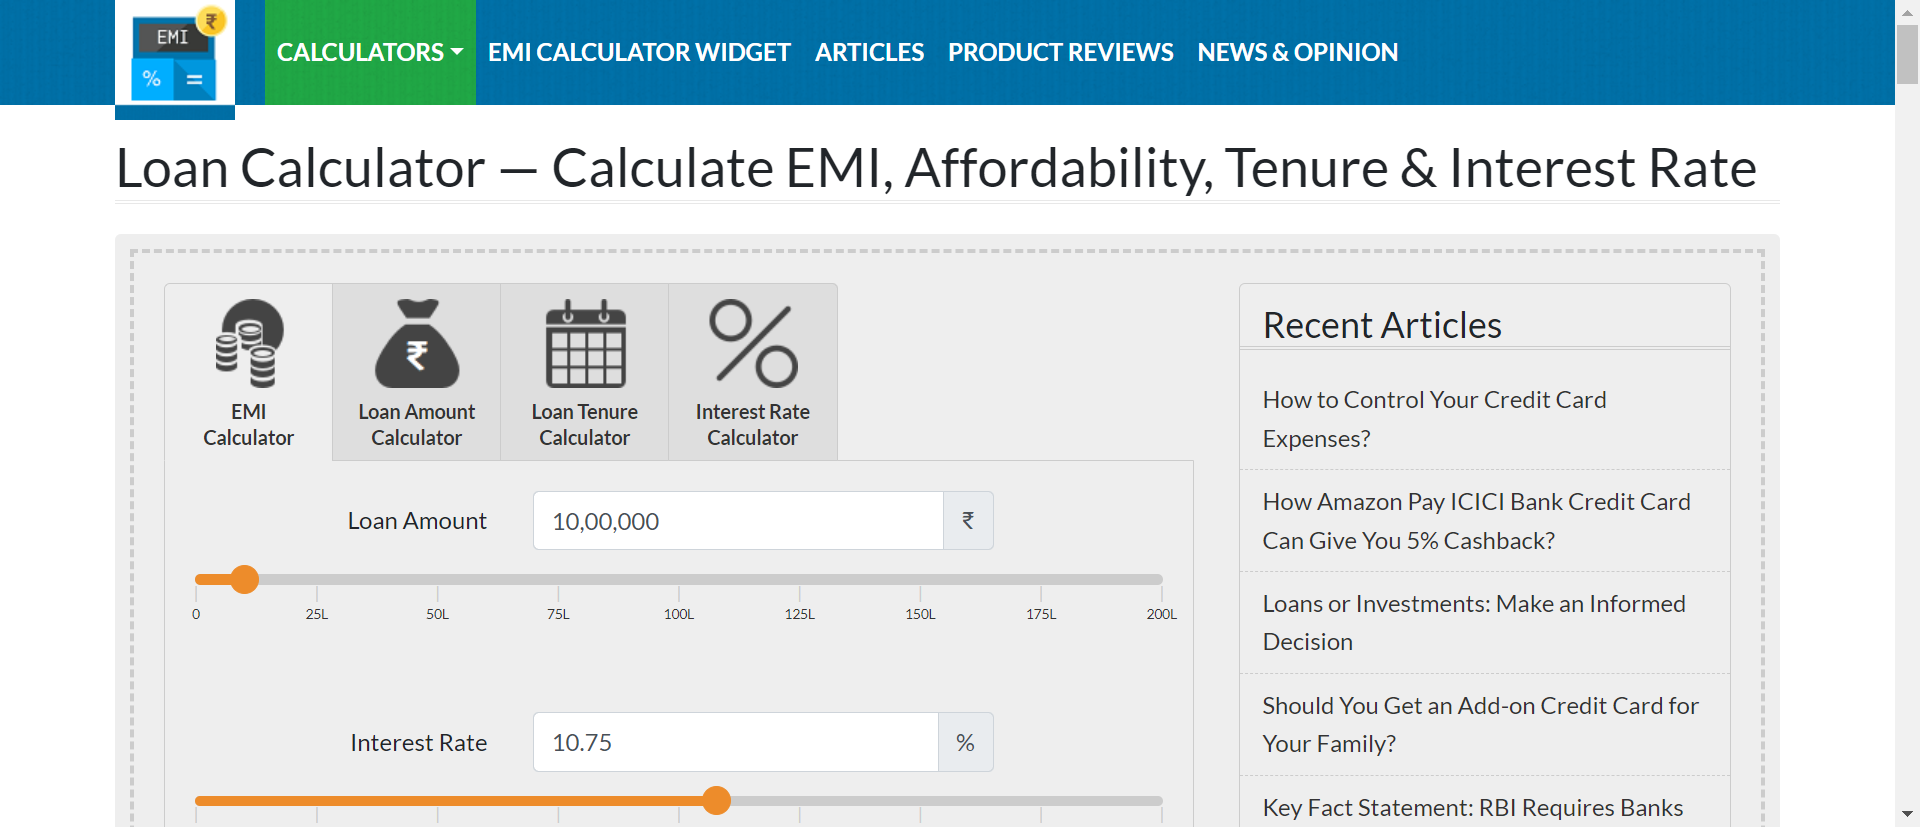 EMI
₹
%
=
CALCULATORS
EMI CALCULATOR WIDGET
ARTICLES
PRODUCT REVIEWS
NEWS & OPINION
Loan Calculator — Calculate EMI, Affordability, Tenure & Interest Rate
EMI
Calculator
₹
Loan Amount
Calculator
Loan Tenure
Calculator
Interest Rate
Calculator
Loan Amount
10,00,000
₹
0 25L 50L 75L 100L 125L 150L 175L 200L
Interest Rate
10.75
%
Recent Articles
How to Control Your Credit Card
Expenses?
How Amazon Pay ICICI Bank Credit Card
Can Give You 5% Cashback?
Loans or Investments: Make an Informed
Decision
Should You Get an Add-on Credit Card for
Your Family?
Key Fact Statement: RBI Requires Banks